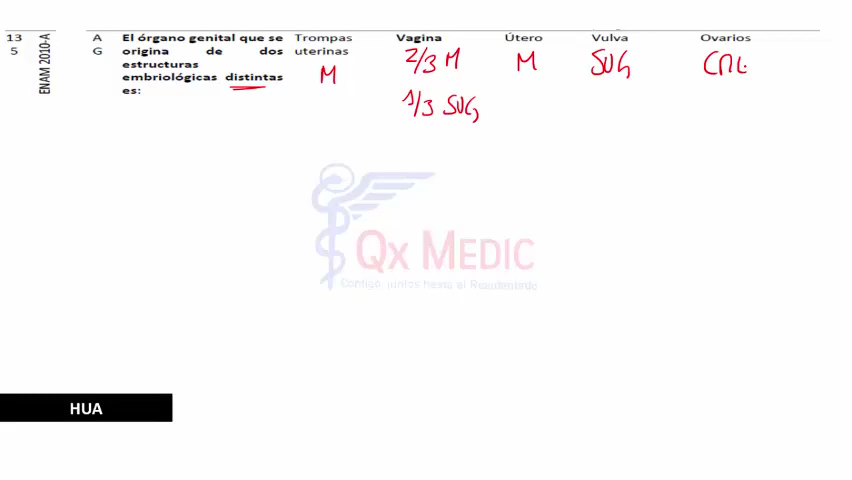 13 A El órgano genital que se Trompas Vagina Útero Vulva Ovarios
5 G origina de dos uterinas
estructuras
embriológicas distintas
es:
ENAM 2010-A
M 2/3 M M SUG
1/3 SUG
Qx MEDIC
Contigo, juntos hasta el Residentado
HUA